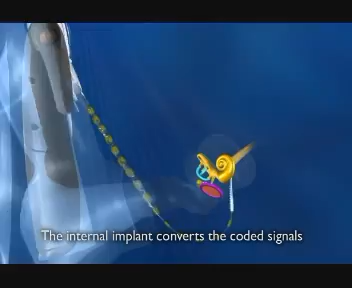 The internal implant converts the coded signals